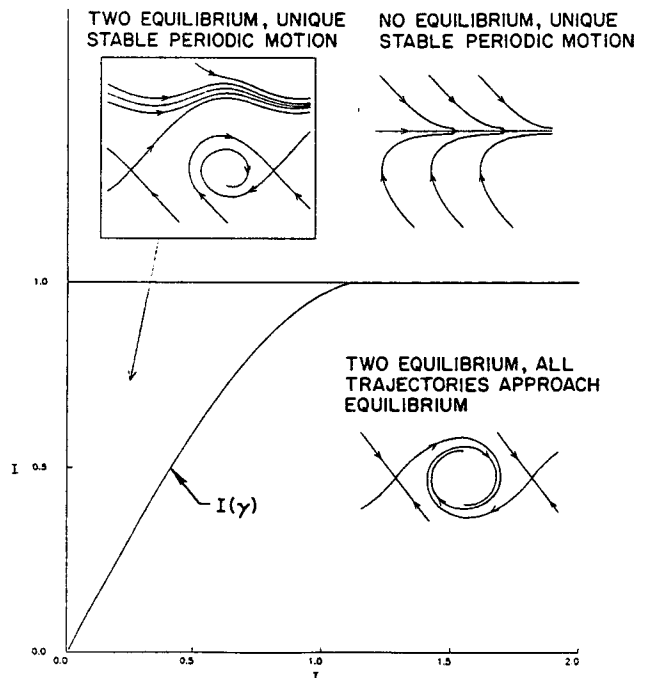 TWO EQUILIBRIUM, UNIQUE
STABLE PERIODIC MOTION
NO EQUILIBRIUM, UNIQUE
STABLE PERIODIC MOTION
1.0
TWO EQUILIBRIUM, ALL
TRAJECTORIES APPROACH
EQUILIBRIUM
I
0.5
I(γ)
0.0
0.0 0.5 1.0 1.5 2.0